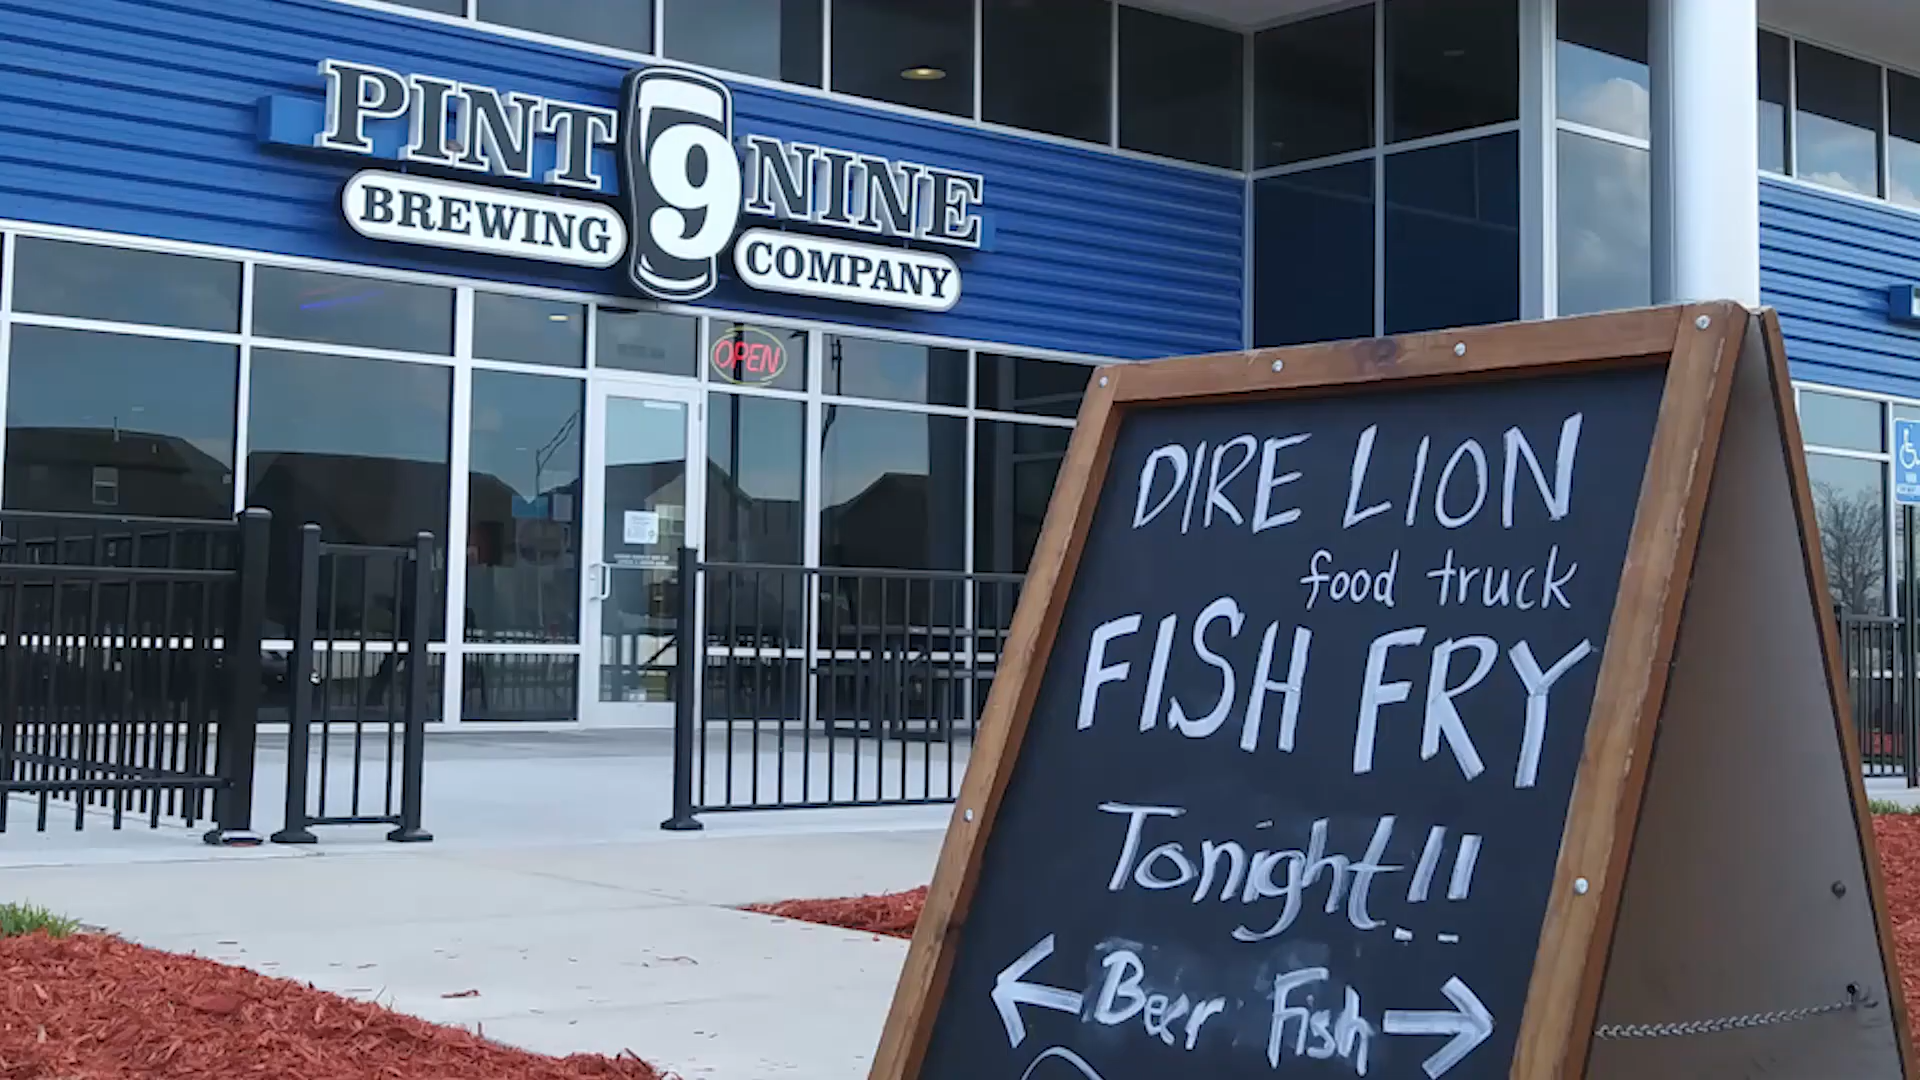 PINT 9 NINE
BREWING COMPANY
OPEN
DIRE LION
food truck
FISH FRY
Tonight!!
← Beer Fish →